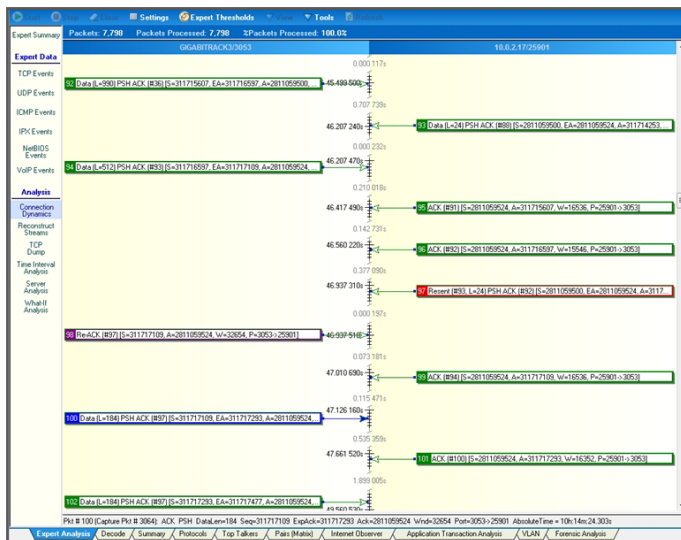 Start Stop Clear Settings Expert Thresholds View Tools Refresh
Expert Summary
Packets: 7,798 Packets Processed: 7,798 %Packets Processed: 100.0%
GIGABITRACK3/3053 10.0.2.17/25901
Expert Data
TCP Events
UDP Events
ICMP Events
IPX Events
NetBIOS
Events
VoIP Events
Analysis
Connection
Dynamics
Reconstruct
Streams
TCP
Dump
Time Interval
Analysis
Server
Analysis
What-If
Analysis
0.000 117s
92 Data (L=990) PSH ACK (#36) [S=311715607, EA=311716597, A=2811059500, ... 45.499 500s
0.707 739s
46.207 240s 93 Data (L=24) PSH ACK (#88) [S=2811059500, EA=2811059524, A=311714253, ...
0.000 232s
94 Data (L=512) PSH ACK (#93) [S=311716597, EA=311717109, A=2811059524, ... 46.207 470s
0.210 018s
46.417 490s 95 ACK (#91) [S=2811059524, A=311715607, W=16536, P=25901->3053]
0.142 731s
46.560 220s 96 ACK (#92) [S=2811059524, A=311716597, W=15546, P=25901->3053]
0.377 090s
46.937 310s 97 Resent (#93, L=24) PSH ACK (#92) [S=2811059500, EA=2811059524, A=3117...
0.000 197s
98 Re-ACK (#97) [S=311717109, A=2811059524, W=32654, P=3053->25901] 46.937 510s
0.073 181s
47.010 690s 99 ACK (#94) [S=2811059524, A=311717109, W=16536, P=25901->3053]
0.115 471s
100 Data (L=184) PSH ACK (#97) [S=311717109, EA=311717293, A=2811059524, ... 47.126 160s
0.535 359s
47.661 520s 101 ACK (#100) [S=2811059524, A=311717293, W=16352, P=25901->3053]
1.899 005s
102 Data (L=184) PSH ACK (#97) [S=311717293, EA=311717477, A=2811059524, ... 49.560 530s
Pkt # 100 (Capture Pkt # 3064): ACK PSH DataLen=184 Seq=311717109 ExpAck=311717293 Ack=2811059524 Wnd=32654 Port=3053->25901 AbsoluteTime = 10h:14m:24.303s
Expert Analysis Decode Summary Protocols Top Talkers Pairs (Matrix) Internet Observer Application Transaction Analysis VLAN Forensic Analysis